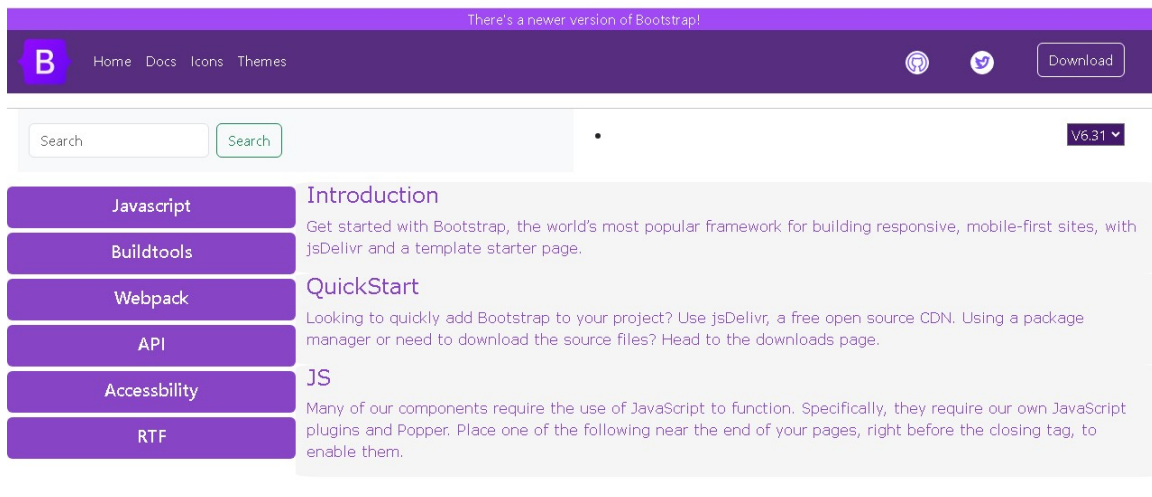 There's a newer version of Bootstrap!
B Home Docs Icons Themes Download
Search Search V6.31
Javascript
Buildtools
Webpack
API
Accessbility
RTF
Introduction
Get started with Bootstrap, the world’s most popular framework for building responsive, mobile-first sites, with
jsDelivr and a template starter page.
QuickStart
Looking to quickly add Bootstrap to your project? Use jsDelivr, a free open source CDN. Using a package
manager or need to download the source files? Head to the downloads page.
JS
Many of our components require the use of JavaScript to function. Specifically, they require our own JavaScript
plugins and Popper. Place one of the following near the end of your pages, right before the closing tag, to
enable them.